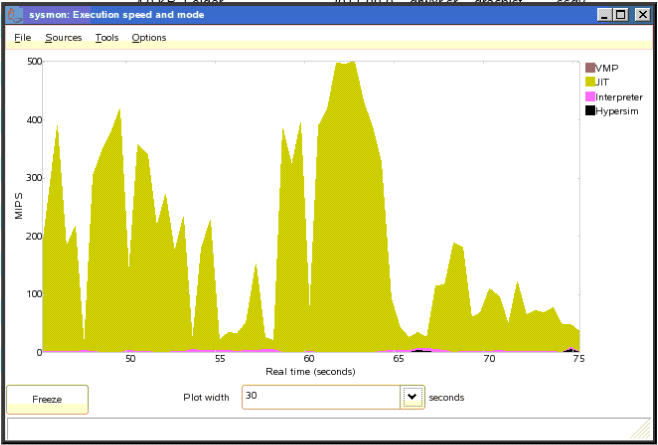 sysmon: Execution speed and mode
File Sources Tools Options
500
400
300
200
100
0
MIPS
50 55 60 65 70 75
Real time (seconds)
VMP
JIT
Interpreter
Hypersim
Freeze Plot width 30 seconds